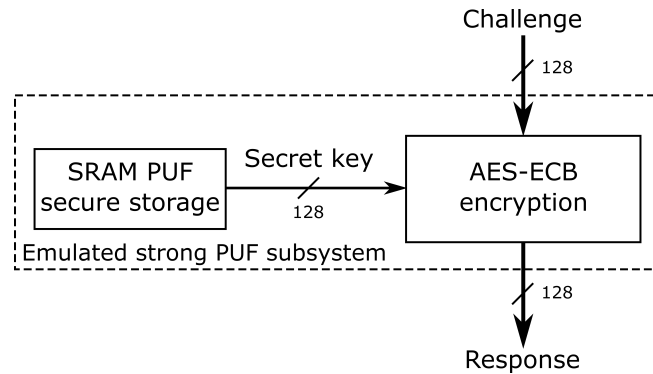 Challenge
128
SRAM PUF
secure storage
Secret key
128
AES-ECB
encryption
Emulated strong PUF subsystem
128
Response